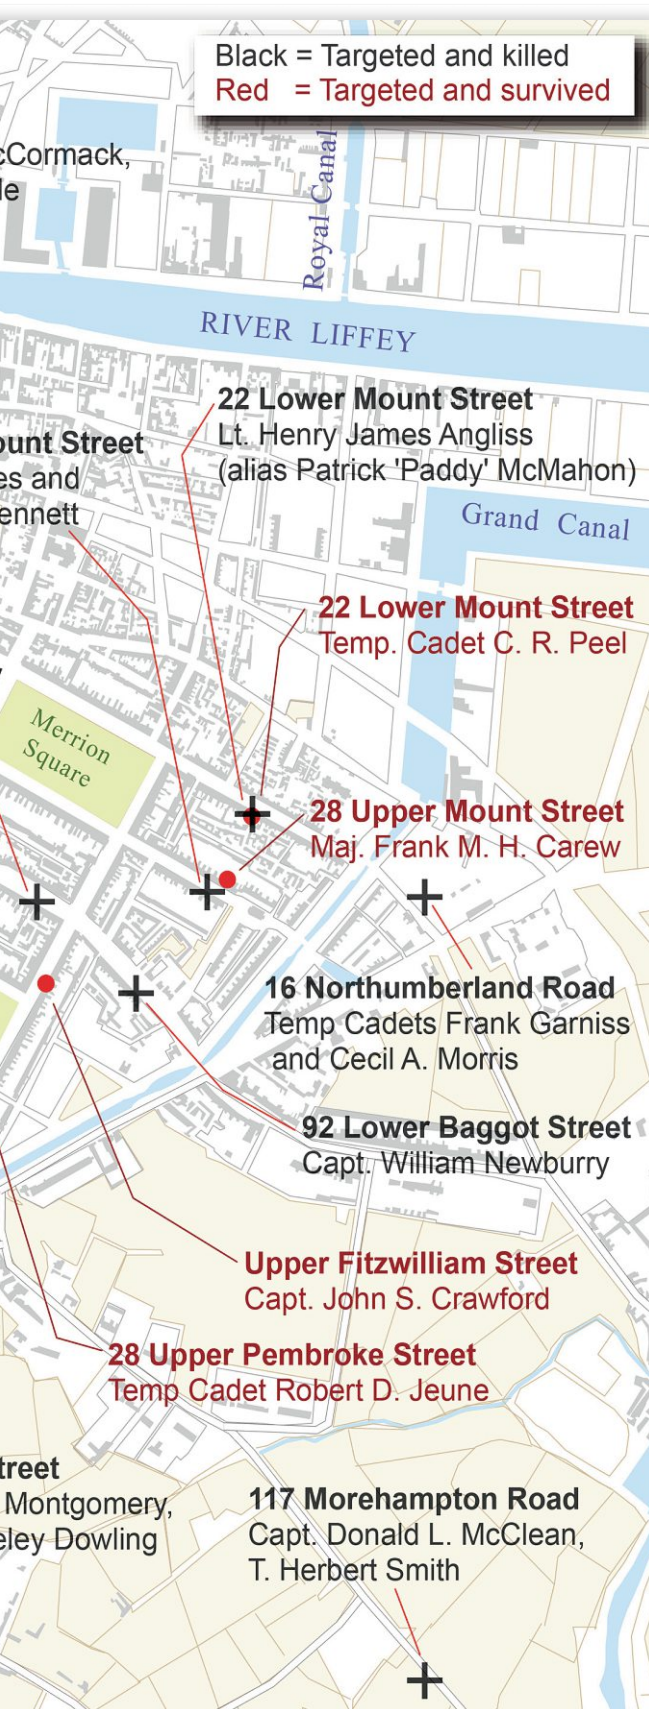 Black = Targeted and killed
Red = Targeted and survived
cCormack,
Royal Canal
RIVER LIFFEY
22 Lower Mount Street
Lt. Henry James Angliss
(alias Patrick 'Paddy' McMahon)
ount Street
es and
ennett
Grand Canal
22 Lower Mount Street
Temp. Cadet C. R. Peel
Merrion
Square
28 Upper Mount Street
Maj. Frank M. H. Carew
16 Northumberland Road
Temp Cadets Frank Garniss
and Cecil A. Morris
92 Lower Baggot Street
Capt. William Newburry
Upper Fitzwilliam Street
Capt. John S. Crawford
28 Upper Pembroke Street
Temp Cadet Robert D. Jeune
treet
Montgomery,
eley Dowling
117 Morehampton Road
Capt. Donald L. McClean,
T. Herbert Smith